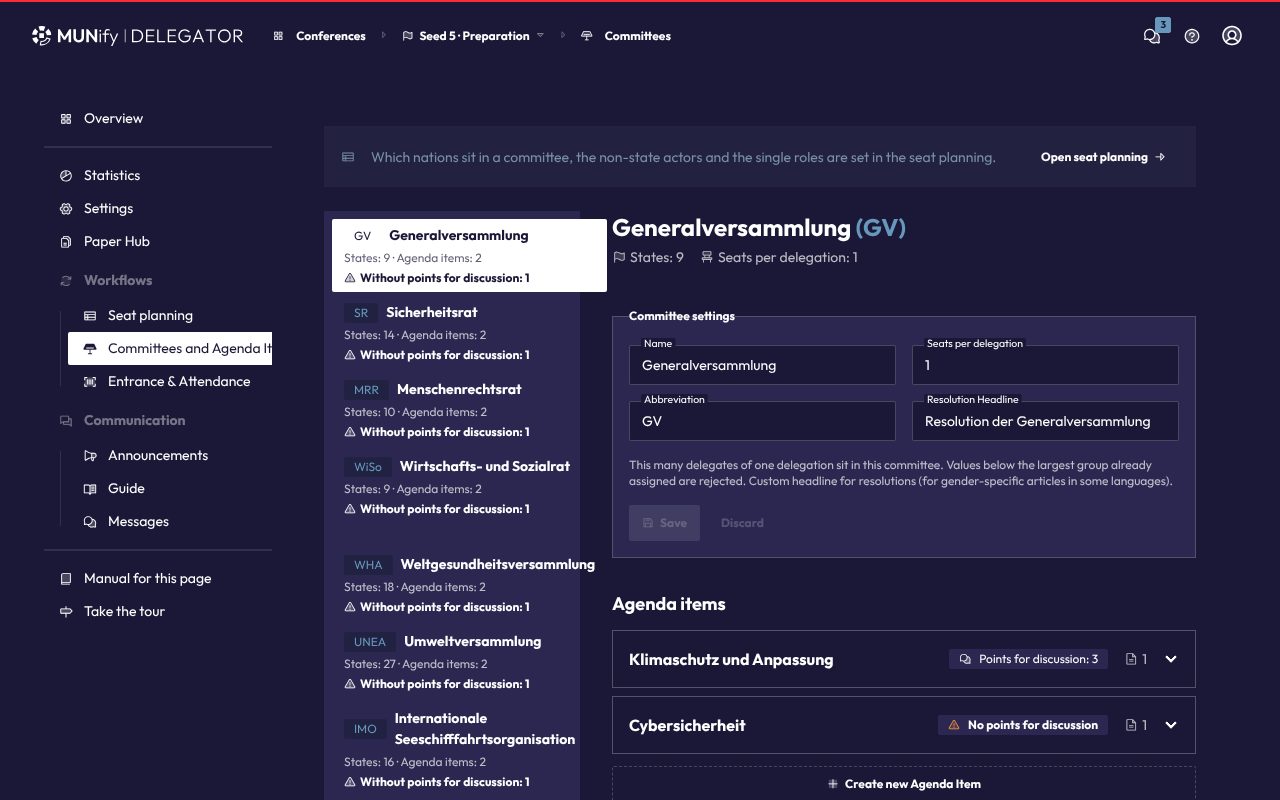 MUNify | DELEGATOR
Conferences
Seed 5 · Preparation
Committees
3
Overview
Statistics
Settings
Paper Hub
Workflows
Seat planning
Committees and Agenda It
Entrance & Attendance
Communication
Announcements
Guide
Messages
Manual for this page
Take the tour
Which nations sit in a committee, the non-state actors and the single roles are set in the seat planning.
Open seat planning
GV Generalversammlung
States: 9 · Agenda items: 2
Without points for discussion: 1
SR Sicherheitsrat
States: 14 · Agenda items: 2
Without points for discussion: 1
MRR Menschenrechtsrat
States: 10 · Agenda items: 2
Without points for discussion: 1
WiSo Wirtschafts- und Sozialrat
States: 9 · Agenda items: 2
Without points for discussion: 1
WHA Weltgesundheitsversammlung
States: 18 · Agenda items: 2
Without points for discussion: 1
UNEA Umweltversammlung
States: 27 · Agenda items: 2
Without points for discussion: 1
IMO Internationale
Seeschifffahrtsorganisation
States: 16 · Agenda items: 2
Without points for discussion: 1
Generalversammlung (GV)
States: 9 Seats per delegation: 1
Committee settings
Name
Generalversammlung
Seats per delegation
1
Abbreviation
GV
Resolution Headline
Resolution der Generalversammlung
This many delegates of one delegation sit in this committee. Values below the largest group already
assigned are rejected. Custom headline for resolutions (for gender-specific articles in some languages).
Save
Discard
Agenda items
Klimaschutz und Anpassung
Points for discussion: 3
1
Cybersicherheit
No points for discussion
1
Create new Agenda Item